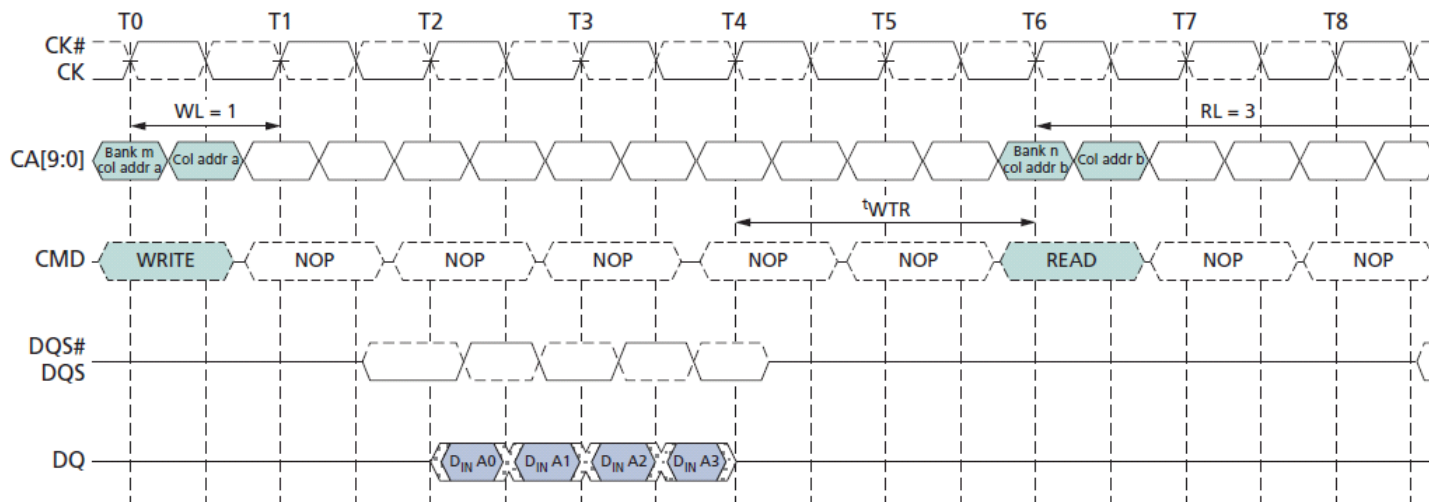 T0 T1 T2 T3 T4 T5 T6 T7 T8
CK#
CK
WL = 1 RL = 3
CA[9:0] Bank m col addr a Col addr a Bank n col addr b Col addr b
tWTR
CMD WRITE NOP NOP NOP NOP NOP READ NOP NOP
DQS#
DQS
DQ DIN A0 DIN A1 DIN A2 DIN A3